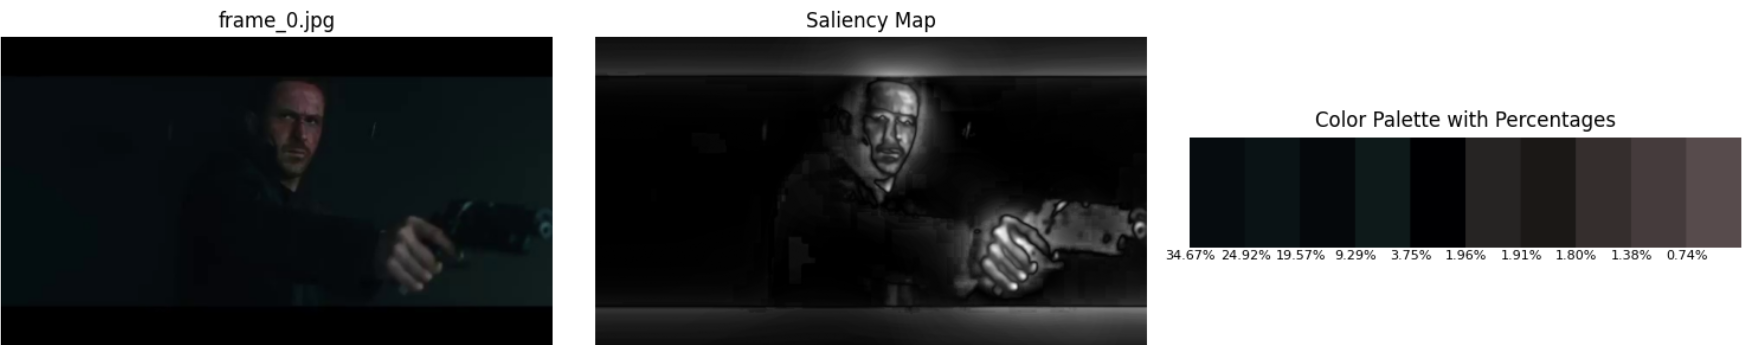 frame_0.jpg
Saliency Map
Color Palette with Percentages
34.67% 24.92% 19.57% 9.29% 3.75% 1.96% 1.91% 1.80% 1.38% 0.74%